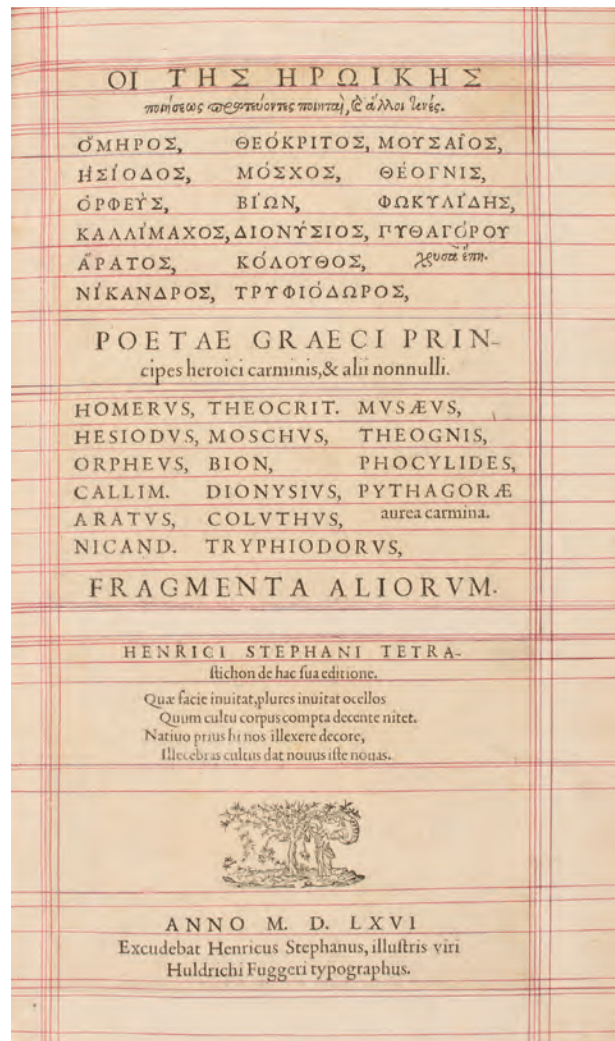 ΟΙ ΤΗΣ ΗΡΩΙΚΗΣ
ποιήσεως πρωτεύοντες ποιηταὶ, & ἄλλοι τινές.
ὍΜΗΡΟΣ, ΘΕΌΚΡΙΤΟΣ, ΜΟΥΣΑΓΟΣ,
ἩΣΊΟΔΟΣ, ΜΌΣΧΟΣ, ΘΈΟΓΝΙΣ,
ὈΡΦΕΎΣ, ΒΊΩΝ, ΦΩΚΥΛΊΔΗΣ,
ΚΑΛΛΊΜΑΧΟΣ, ΔΙΟΝΎΣΙΟΣ, ΠΥΘΑΓΌΡΟΥ
ἌΡΑΤΟΣ, ΚΌΛΟΥΘΟΣ, χρυσᾶ ἔπη.
ΝΊΚΑΝΔΡΟΣ, ΤΡΥΦΙΌΔΩΡΟΣ,
POETAE GRAECI PRIN-
cipes heroici carminis, & alii nonnulli.
HOMERVS, THEOCRIT. MVSÆVS,
HESIODVS, MOSCHVS, THEOGNIS,
ORPHEVS, BION, PHOCYLIDES,
CALLIM. DIONYSIVS, PYTHAGORÆ
ARATVS, COLVTHVS, aurea carmina.
NICAND. TRYPHIODORVS,
FRAGMENTA ALIORVM.
HENRICI STEPHANI TETRA-
ſtichon de hac ſua editione.
Quæ facie inuitat, plures inuitat ocellos
Quum cultu corpus compta decente nitet.
Natiuo prius hi nos illexere decore,
Illecebras cultus dat nouus iſte nouas.
ANNO M. D. LXVI
Excudebat Henricus Stephanus, illuſtris viri
Huldrichi Fuggeri typographus.